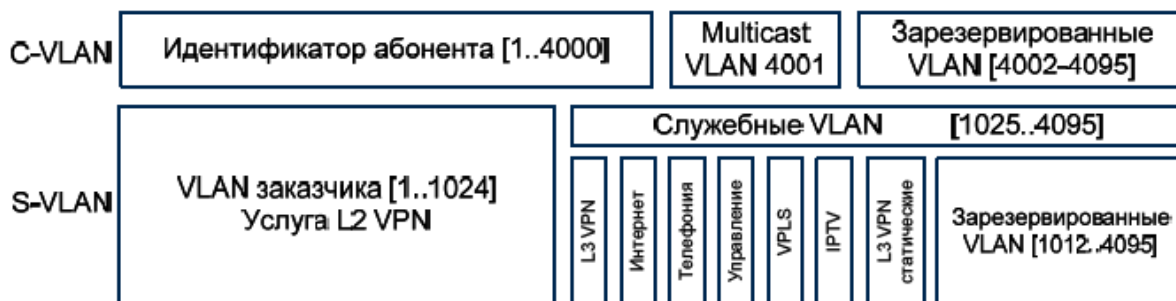 C-VLAN
Идентификатор абонента [1..4000]
Multicast
VLAN 4001
Зарезервированные
VLAN [4002–4095]
S-VLAN
VLAN заказчика [1..1024]
Услуга L2 VPN
Служебные VLAN [1025..4095]
L3 VPN
Интернет
Телефония
Управление
VPLS
IPTV
L3 VPN
статические
Зарезервированные
VLAN [1012..4095]